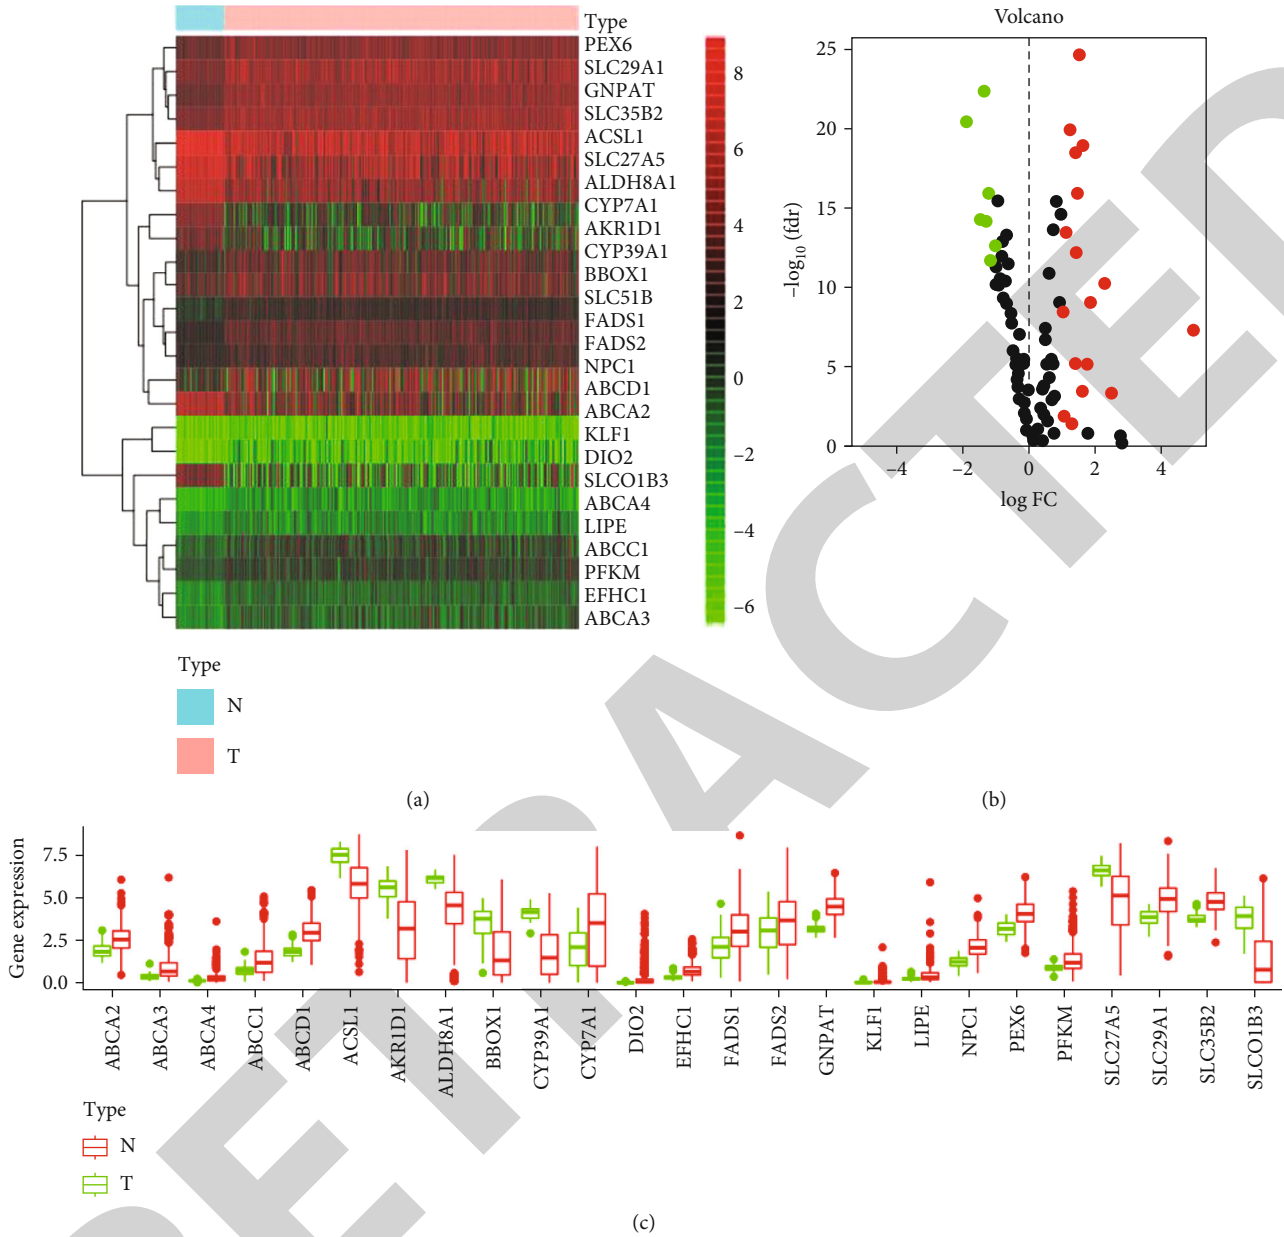 Type
PEX6
SLC29A1
GNPAT
SLC35B2
ACSL1
SLC27A5
ALDH8A1
CYP7A1
AKR1D1
CYP39A1
BBOX1
SLC51B
FADS1
FADS2
NPC1
ABCD1
ABCA2
KLF1
DIO2
SLCO1B3
ABCA4
LIPE
ABCC1
PFKM
EFHC1
ABCA3
8
6
4
2
0
−2
−4
−6
Type
N
T
(a)
Volcano
25
20
15
10
5
0
−log10 (fdr)
−4 −2 0 2 4
log FC
(b)
Gene expression
7.5
5.0
2.5
0.0
ABCA2
ABCA3
ABCA4
ABCC1
ABCD1
ACSL1
AKR1D1
ALDH8A1
BBOX1
CYP39A1
CYP7A1
DIO2
EFHC1
FADS1
FADS2
GNPAT
KLF1
LIPE
NPC1
PEX6
PFKM
SLC27A5
SLC29A1
SLC35B2
SLCO1B3
Type
N
T
(c)
RETRACTED